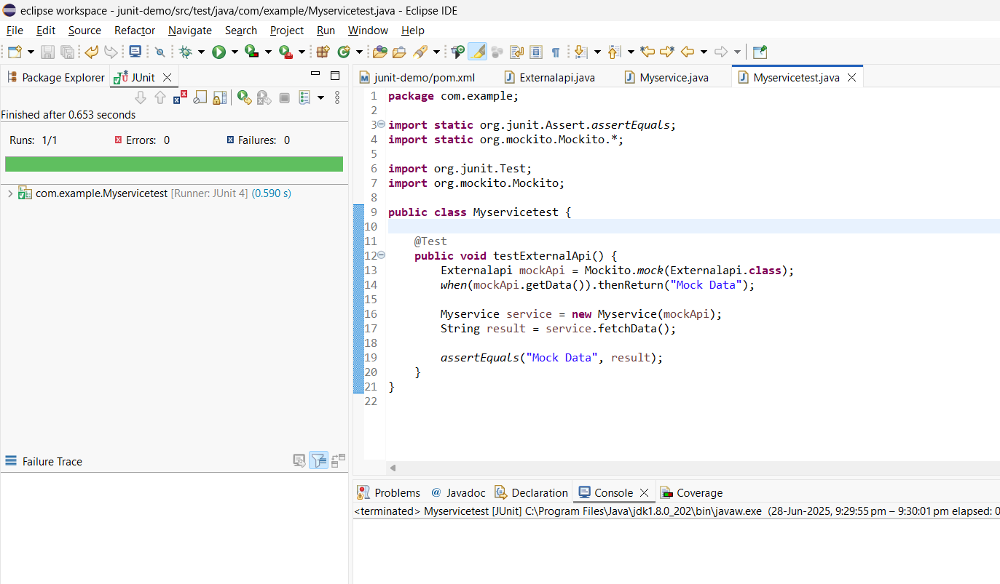 eclipse workspace - junit-demo/src/test/java/com/example/Myservicetest.java - Eclipse IDE
File Edit Source Refactor Navigate Search Project Run Window Help
Package Explorer JUnit
Finished after 0.653 seconds
Runs: 1/1 Errors: 0 Failures: 0
com.example.Myservicetest [Runner: JUnit 4] (0.590 s)
Failure Trace
junit-demo/pom.xml Externalapi.java Myservice.java Myservicetest.java
1 package com.example;
2
3 import static org.junit.Assert.assertEquals;
4 import static org.mockito.Mockito.*;
5
6 import org.junit.Test;
7 import org.mockito.Mockito;
8
9 public class Myservicetest {
10
11 @Test
12 public void testExternalApi() {
13 Externalapi mockApi = Mockito.mock(Externalapi.class);
14 when(mockApi.getData()).thenReturn("Mock Data");
15
16 Myservice service = new Myservice(mockApi);
17 String result = service.fetchData();
18
19 assertEquals("Mock Data", result);
20 }
21 }
22
Problems @ Javadoc Declaration Console Coverage
<terminated> Myservicetest [JUnit] C:\Program Files\Java\jdk1.8.0_202\bin\javaw.exe (28-Jun-2025, 9:29:55 pm – 9:30:01 pm elapsed: 0